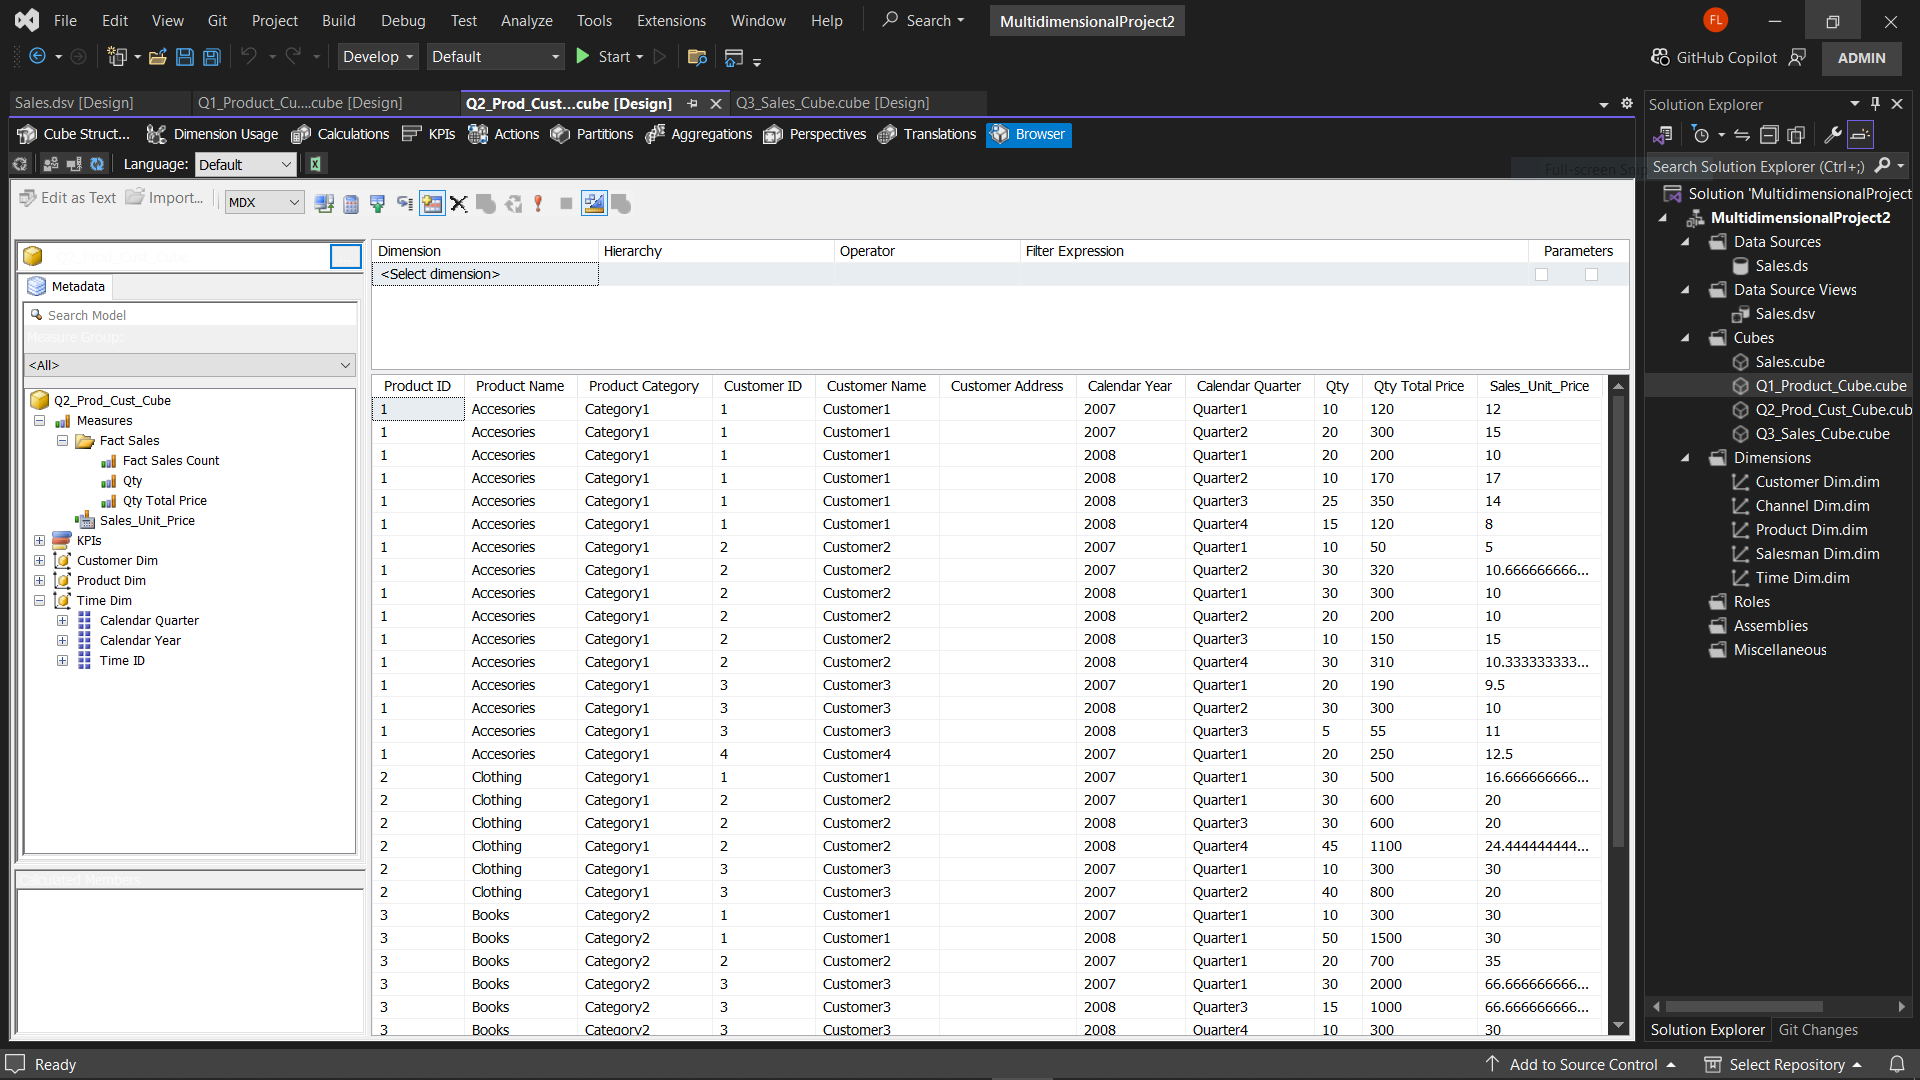 File Edit View Git Project Build Debug Test Analyze Tools Extensions Window Help Search MultidimensionalProject2 FL
Develop Default Start GitHub Copilot ADMIN
Sales.dsv [Design] Q1_Product_Cu....cube [Design] Q2_Prod_Cust...cube [Design] Q3_Sales_Cube.cube [Design]
Cube Struct... Dimension Usage Calculations KPIs Actions Partitions Aggregations Perspectives Translations Browser
Language: Default
Edit as Text Import... MDX
Q2_Prod_Cust_Cube
Metadata
Search Model
Measure Group:
<All>
Q2_Prod_Cust_Cube
Measures
Fact Sales
Fact Sales Count
Qty
Qty Total Price
Sales_Unit_Price
KPIs
Customer Dim
Product Dim
Time Dim
Calendar Quarter
Calendar Year
Time ID
Calculated Members
Dimension Hierarchy Operator Filter Expression Parameters
<Select dimension>
Product ID Product Name Product Category Customer ID Customer Name Customer Address Calendar Year Calendar Quarter Qty Qty Total Price Sales_Unit_Price
1 Accesories Category1 1 Customer1 2007 Quarter1 10 120 12
1 Accesories Category1 1 Customer1 2007 Quarter2 20 300 15
1 Accesories Category1 1 Customer1 2008 Quarter1 20 200 10
1 Accesories Category1 1 Customer1 2008 Quarter2 10 170 17
1 Accesories Category1 1 Customer1 2008 Quarter3 25 350 14
1 Accesories Category1 1 Customer1 2008 Quarter4 15 120 8
1 Accesories Category1 2 Customer2 2007 Quarter1 10 50 5
1 Accesories Category1 2 Customer2 2007 Quarter2 30 320 10.666666666...
1 Accesories Category1 2 Customer2 2008 Quarter1 30 300 10
1 Accesories Category1 2 Customer2 2008 Quarter2 20 200 10
1 Accesories Category1 2 Customer2 2008 Quarter3 10 150 15
1 Accesories Category1 2 Customer2 2008 Quarter4 30 310 10.333333333...
1 Accesories Category1 3 Customer3 2007 Quarter1 20 190 9.5
1 Accesories Category1 3 Customer3 2008 Quarter2 30 300 10
1 Accesories Category1 3 Customer3 2008 Quarter3 5 55 11
1 Accesories Category1 4 Customer4 2007 Quarter1 20 250 12.5
2 Clothing Category1 1 Customer1 2007 Quarter1 30 500 16.666666666...
2 Clothing Category1 2 Customer2 2007 Quarter1 30 600 20
2 Clothing Category1 2 Customer2 2008 Quarter3 30 600 20
2 Clothing Category1 2 Customer2 2008 Quarter4 45 1100 24.444444444...
2 Clothing Category1 3 Customer3 2007 Quarter1 10 300 30
2 Clothing Category1 3 Customer3 2007 Quarter2 40 800 20
3 Books Category2 1 Customer1 2007 Quarter1 10 300 30
3 Books Category2 1 Customer1 2008 Quarter1 50 1500 30
3 Books Category2 2 Customer2 2007 Quarter1 20 700 35
3 Books Category2 3 Customer3 2007 Quarter1 30 2000 66.666666666...
3 Books Category2 3 Customer3 2008 Quarter3 15 1000 66.666666666...
3 Books Category2 3 Customer3 2008 Quarter4 10 300 30
Solution Explorer
Search Solution Explorer (Ctrl+;)
Solution 'MultidimensionalProject
MultidimensionalProject2
Data Sources
Sales.ds
Data Source Views
Sales.dsv
Cubes
Sales.cube
Q1_Product_Cube.cube
Q2_Prod_Cust_Cube.cub
Q3_Sales_Cube.cube
Dimensions
Customer Dim.dim
Channel Dim.dim
Product Dim.dim
Salesman Dim.dim
Time Dim.dim
Roles
Assemblies
Miscellaneous
Solution Explorer Git Changes
Ready Add to Source Control Select Repository